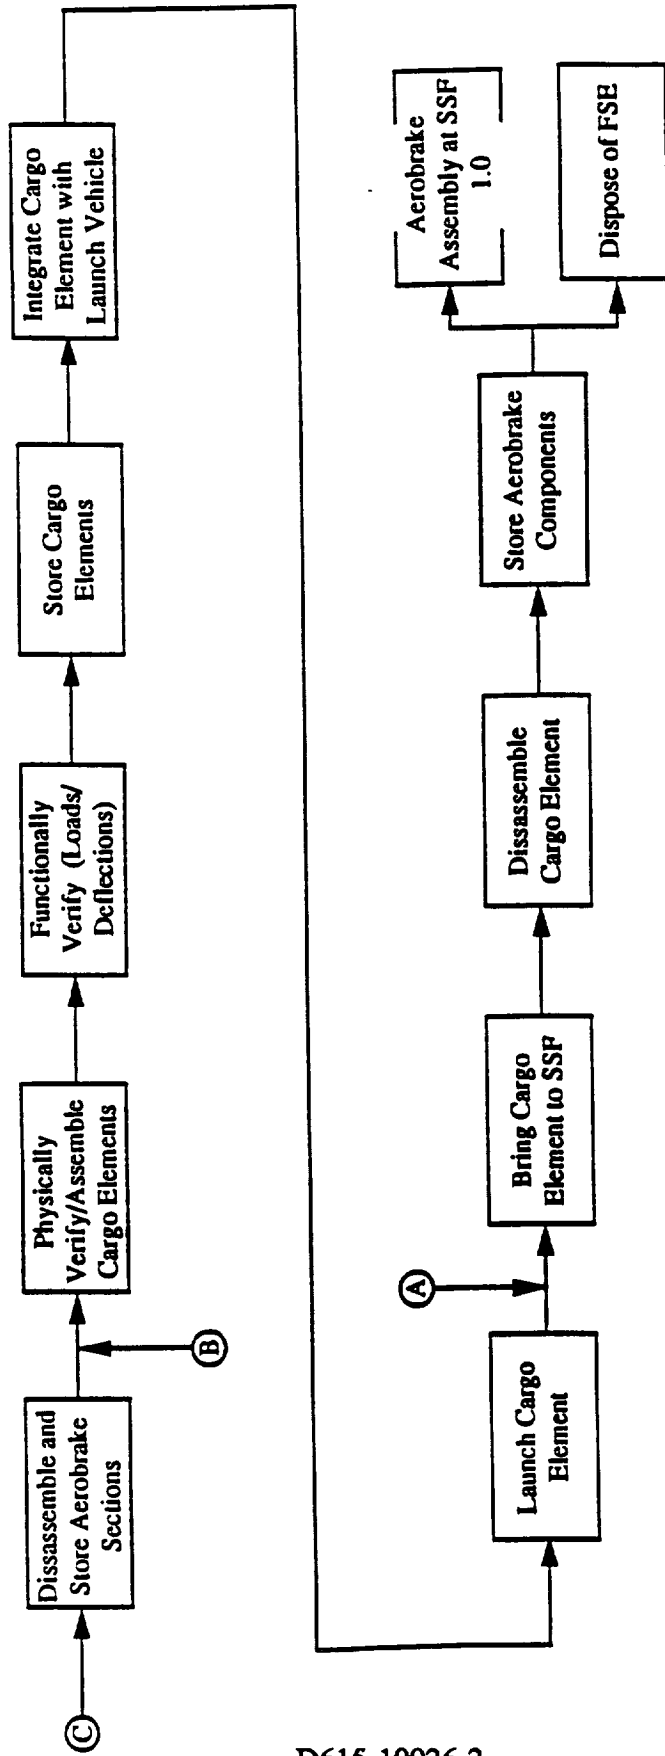 C
Dissassemble and
Store Aerobrake
Sections
B
Physically
Verify/Assemble
Cargo Elements
Functionally
Verify (Loads/
Deflections)
Store Cargo
Elements
Integrate Cargo
Element with
Launch Vehicle
Launch Cargo
Element
A
Bring Cargo
Element to SSF
Dissassemble
Cargo Element
Store Aerobrake
Components
Aerobrake
Assembly at SSF
1.0
Dispose of FSE
D615-10026-2